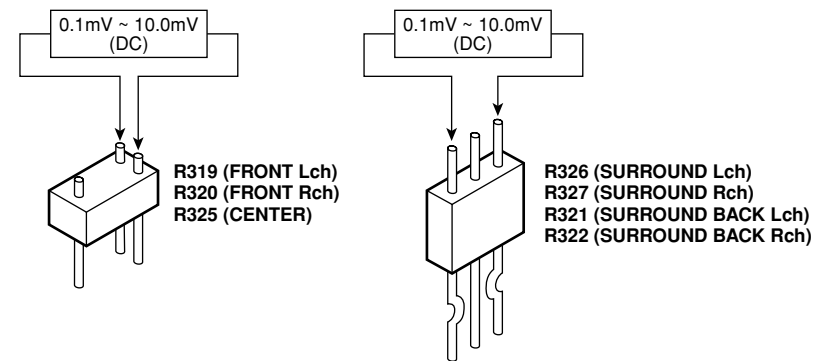 0.1mV ~ 10.0mV
(DC)
R319 (FRONT Lch)
R320 (FRONT Rch)
R325 (CENTER)
0.1mV ~ 10.0mV
(DC)
R326 (SURROUND Lch)
R327 (SURROUND Rch)
R321 (SURROUND BACK Lch)
R322 (SURROUND BACK Rch)